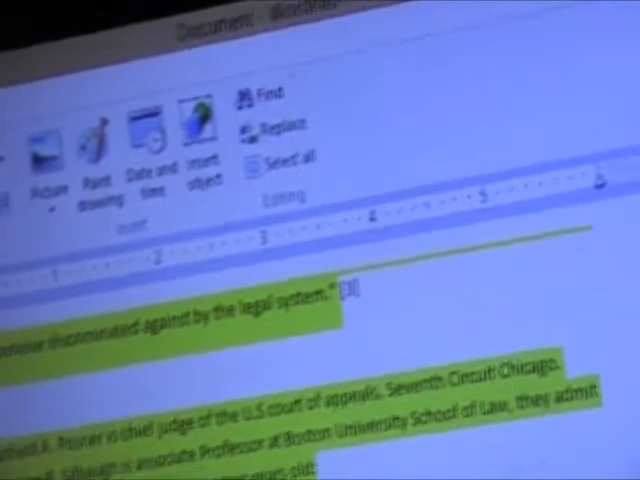 Document - WordPad
Find
Replace
Select all
Picture
Paint drawing
Date and time
Insert object
Insert
Editing
1 2 3 4 5
discriminated against by the legal system." [3]
A. Posner is chief judge of the U.S court of appeals, Seventh Circuit Chicago.
is associate Professor at Boston University School of Law, they admit